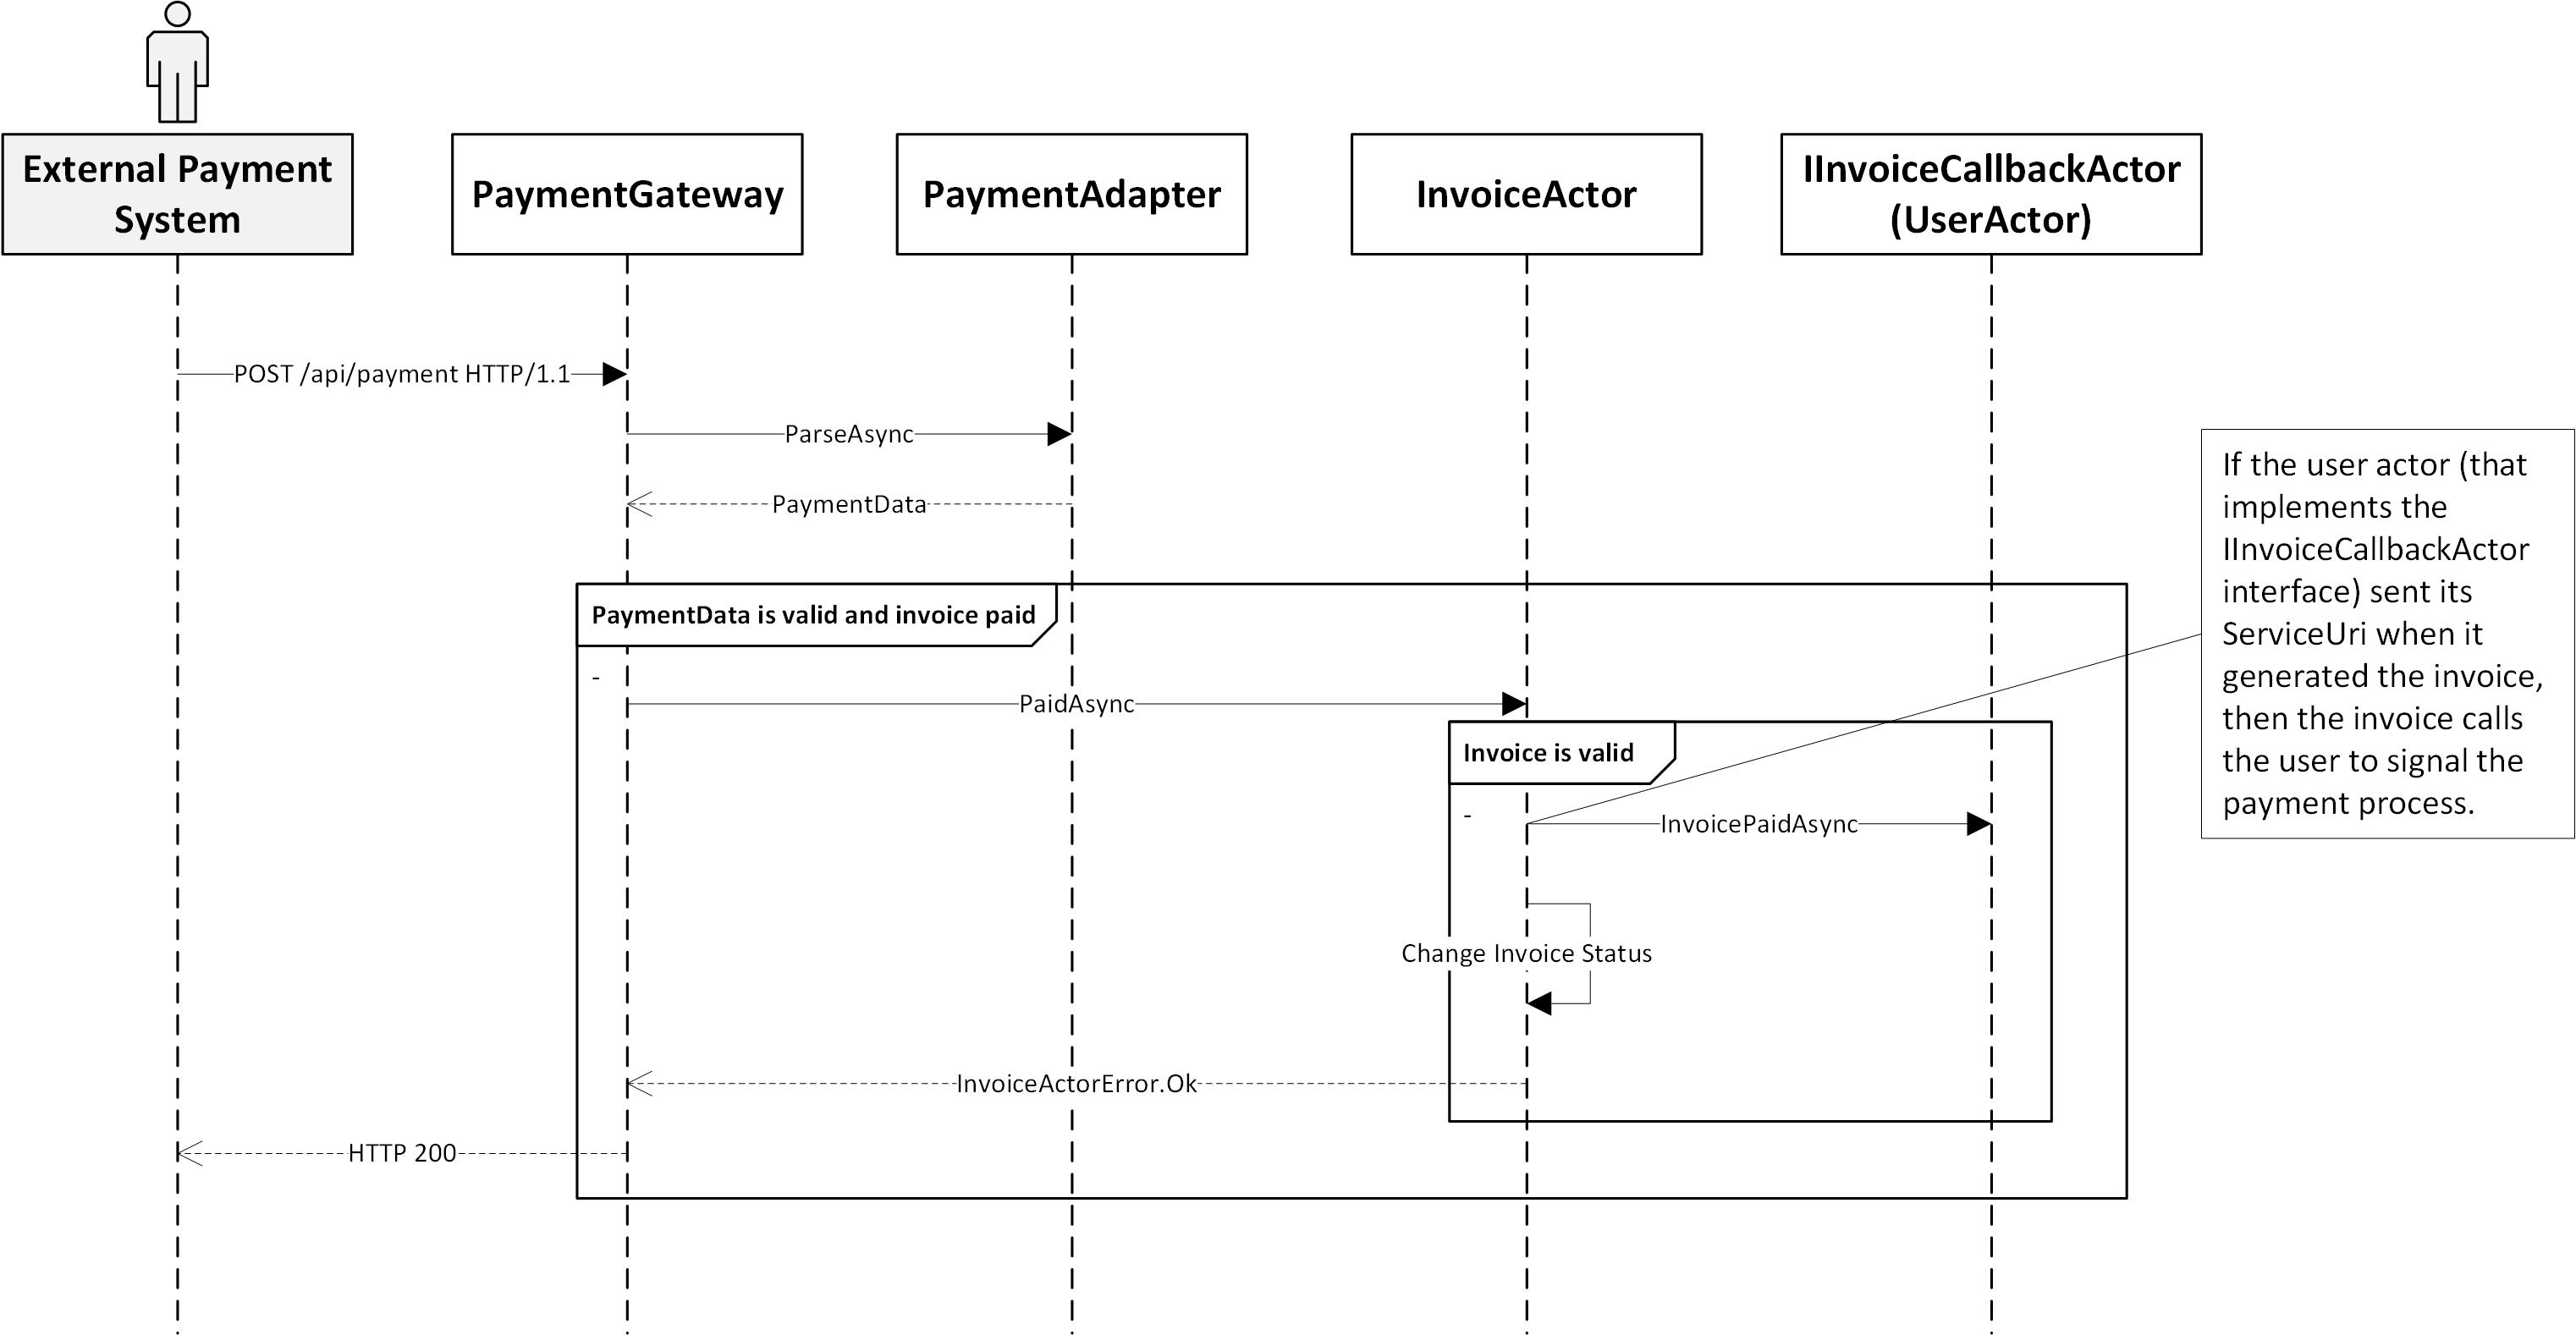 External Payment
System
PaymentGateway
PaymentAdapter
InvoiceActor
IInvoiceCallbackActor
(UserActor)
POST /api/payment HTTP/1.1
ParseAsync
PaymentData
If the user actor (that
implements the
IInvoiceCallbackActor
interface) sent its
ServiceUri when it
generated the invoice,
then the invoice calls
the user to signal the
payment process.
PaymentData is valid and invoice paid
-
PaidAsync
Invoice is valid
-
InvoicePaidAsync
Change Invoice Status
InvoiceActorError.Ok
HTTP 200